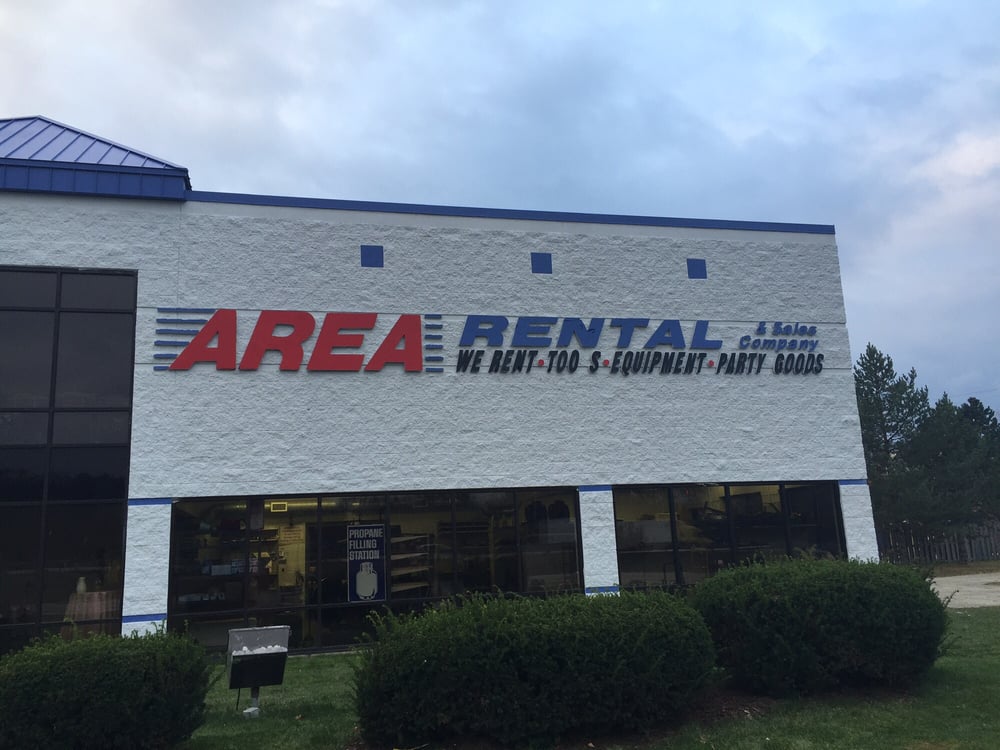 AREA RENTAL & Sales
Company
WE RENT • TOO S • EQUIPMENT • PARTY GOODS
PROPANE
FILLING
STATION